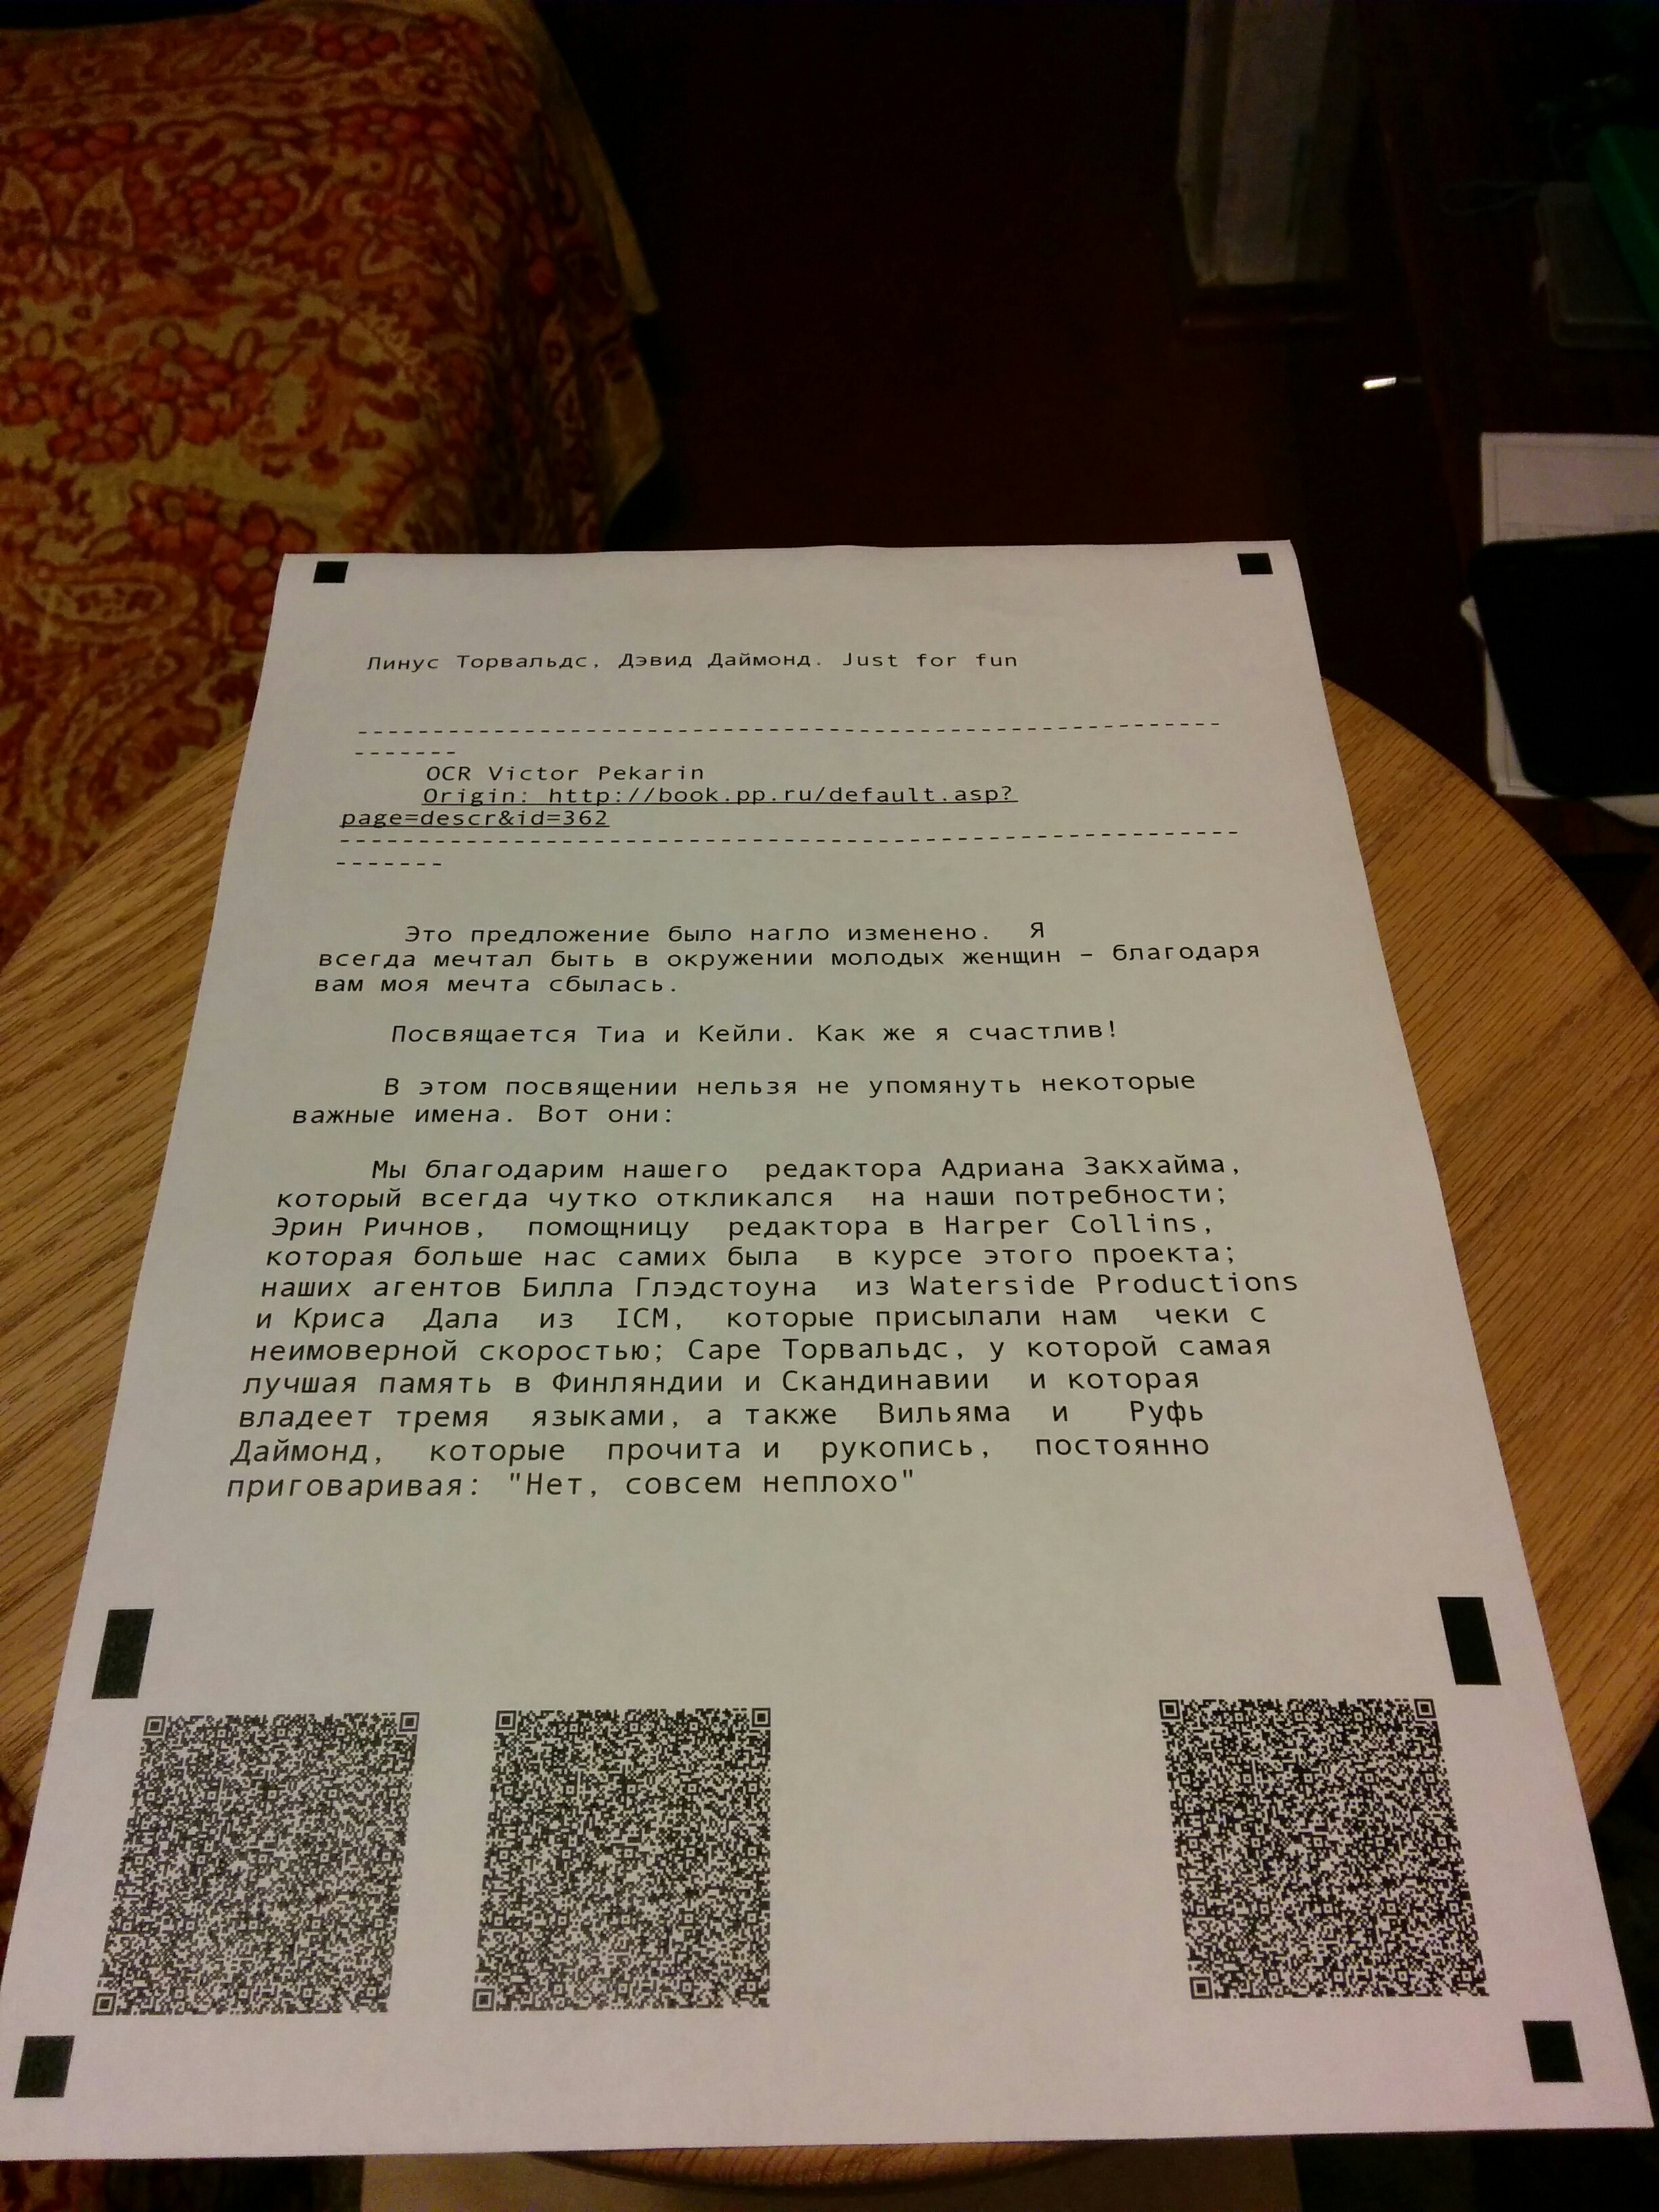 Линус Торвальдс, Дэвид Даймонд. Just for fun
----------------------------------------------------------
-------
OCR Victor Pekarin
Origin: http://book.pp.ru/default.asp?
page=descr&id=362
----------------------------------------------------------
-------
Это предложение было нагло изменено.  Я
всегда мечтал быть в окружении молодых женщин – благодаря
вам моя мечта сбылась.
Посвящается Тиа и Кейли. Как же я счастлив!
В этом посвящении нельзя не упомянуть некоторые
важные имена. Вот они:
Мы благодарим нашего  редактора Адриана Закхайма,
который всегда чутко откликался  на наши потребности;
Эрин Ричнов,  помощницу  редактора в Harper Collins,
которая больше нас самих была  в курсе этого проекта;
наших агентов Билла Глэдстоуна  из Waterside Productions
и Криса  Дала  из  ICM,  которые присылали нам  чеки с
неимоверной скоростью; Саре Торвальдс, у которой самая
лучшая память в Финляндии и Скандинавии  и которая
владеет тремя  языками, а также  Вильяма  и   Руфь
Даймонд,  которые  прочита и  рукопись,  постоянно
приговаривая: "Нет, совсем неплохо"